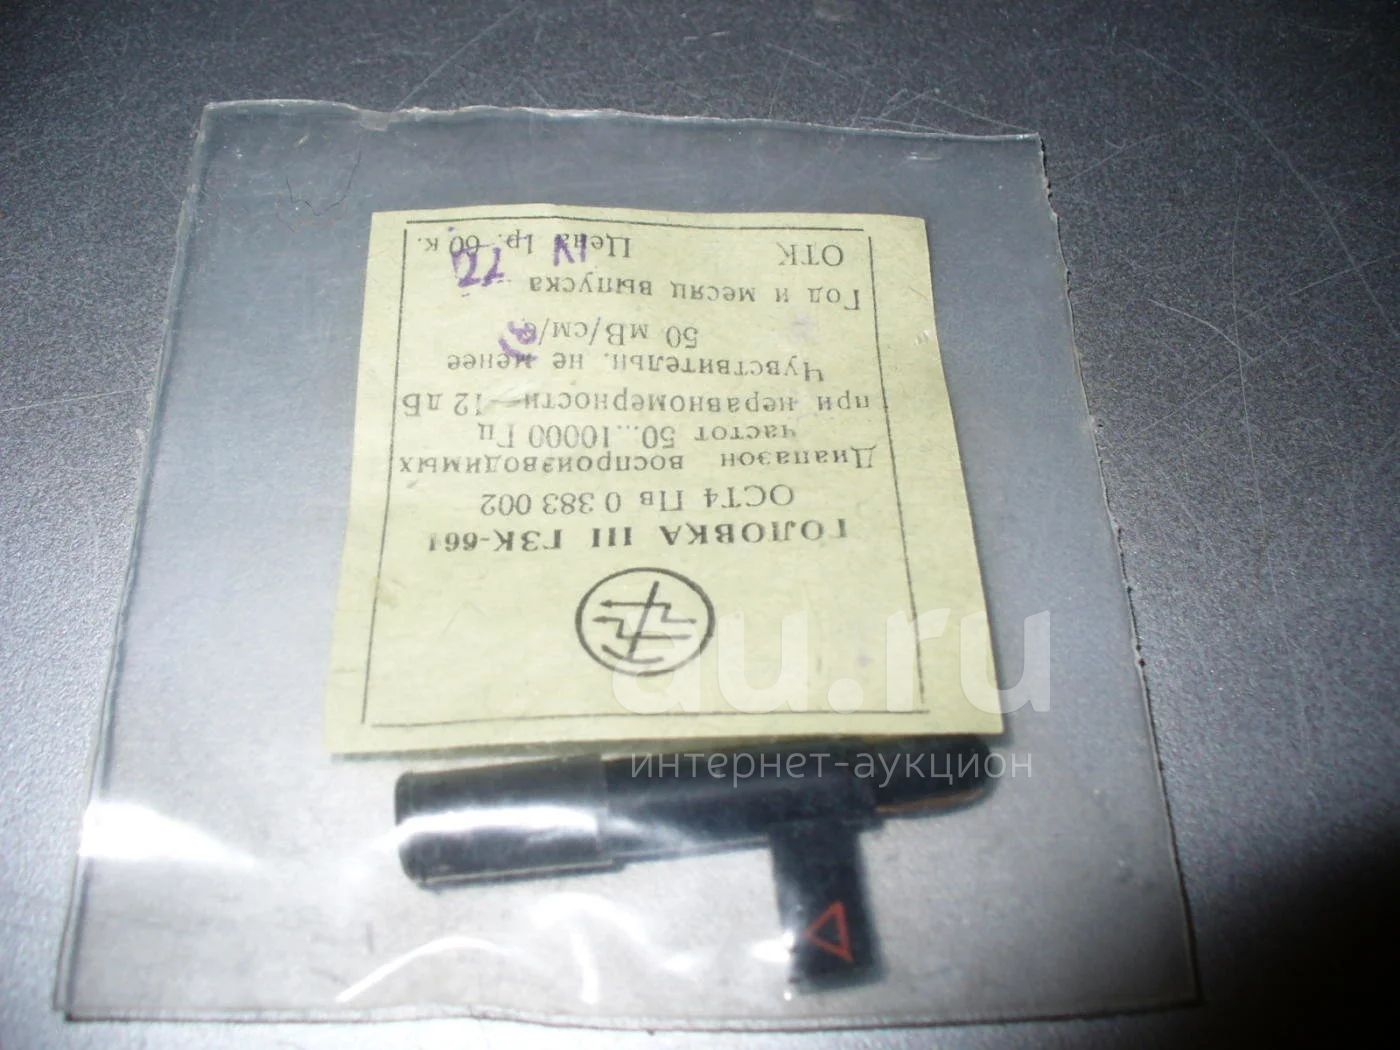 ГОЛОВКА III ГЗК-661
ОСТ4 Пв 0 383 002
Диапазон воспроизводимых
частот 50...10000 Гц
при неравномерности—12 дБ
Чувствительн. не менее
50 мВ/см/с
Год и месяц выпуска
ОТК Цена 1р. 60 к.
au.ru
интернет-аукцион